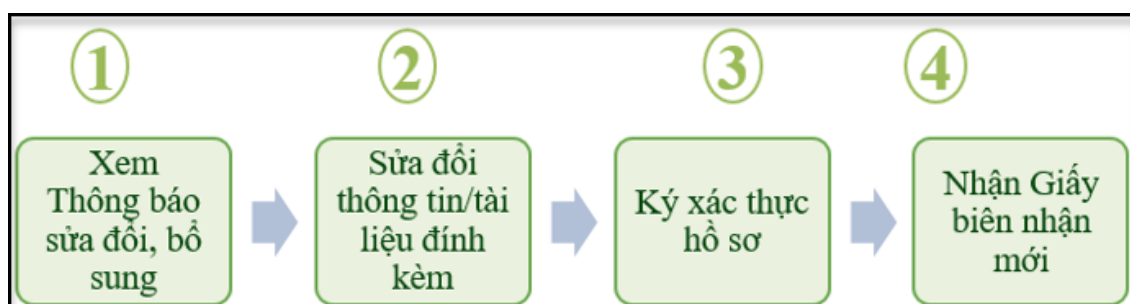 1
2
3
4
Xem
Thông báo
sửa đổi, bổ
sung
Sửa đổi
thông tin/tài
liệu đính
kèm
Ký xác thực
hồ sơ
Nhận Giấy
biên nhận
mới